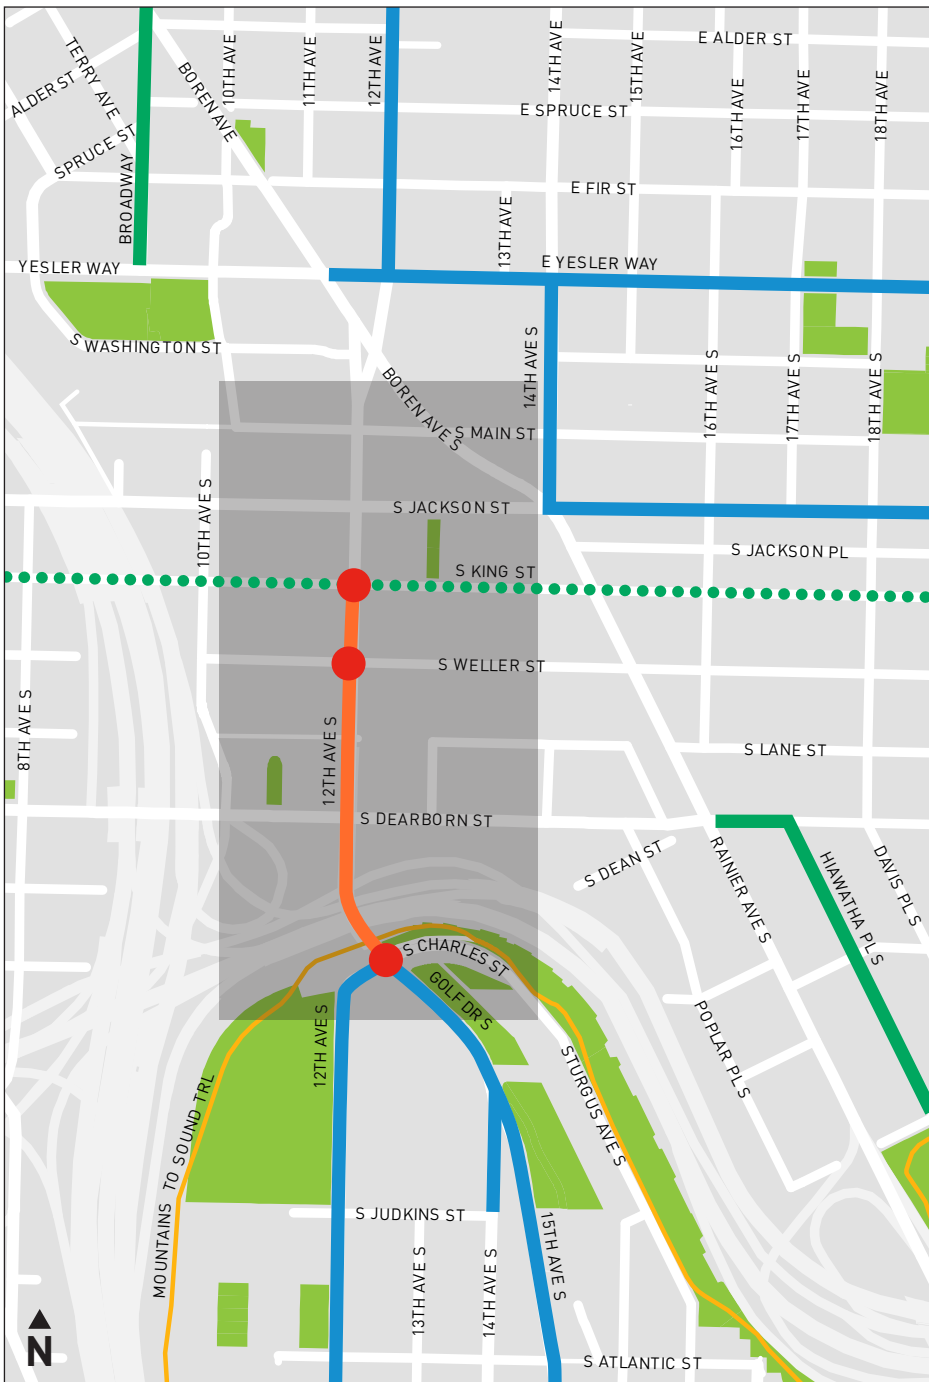 TERRY AVE
ALDER ST
BOREN AVE
10TH AVE
11TH AVE
12TH AVE
14TH AVE
15TH AVE
E ALDER ST
16TH AVE
17TH AVE
18TH AVE
E SPRUCE ST
SPRUCE ST
BROADWAY
E FIR ST
13TH AVE
YESLER WAY
E YESLER WAY
S WASHINGTON ST
14TH AVE S
16TH AVE S
17TH AVE S
18TH AVE S
BOREN AVE S
S MAIN ST
10TH AVE S
S JACKSON ST
S JACKSON PL
S KING ST
S WELLER ST
8TH AVE S
12TH AVE S
S LANE ST
S DEARBORN ST
S DEAN ST
RAINIER AVE S
HIAWATHA PL S
DAVIS PL S
S CHARLES ST
GOLF DR S
12TH AVE S
POPLAR PL S
STURGUS AVE S
MOUNTAINS TO SOUND TRL
S JUDKINS ST
15TH AVE S
13TH AVE S
14TH AVE S
N
S ATLANTIC ST